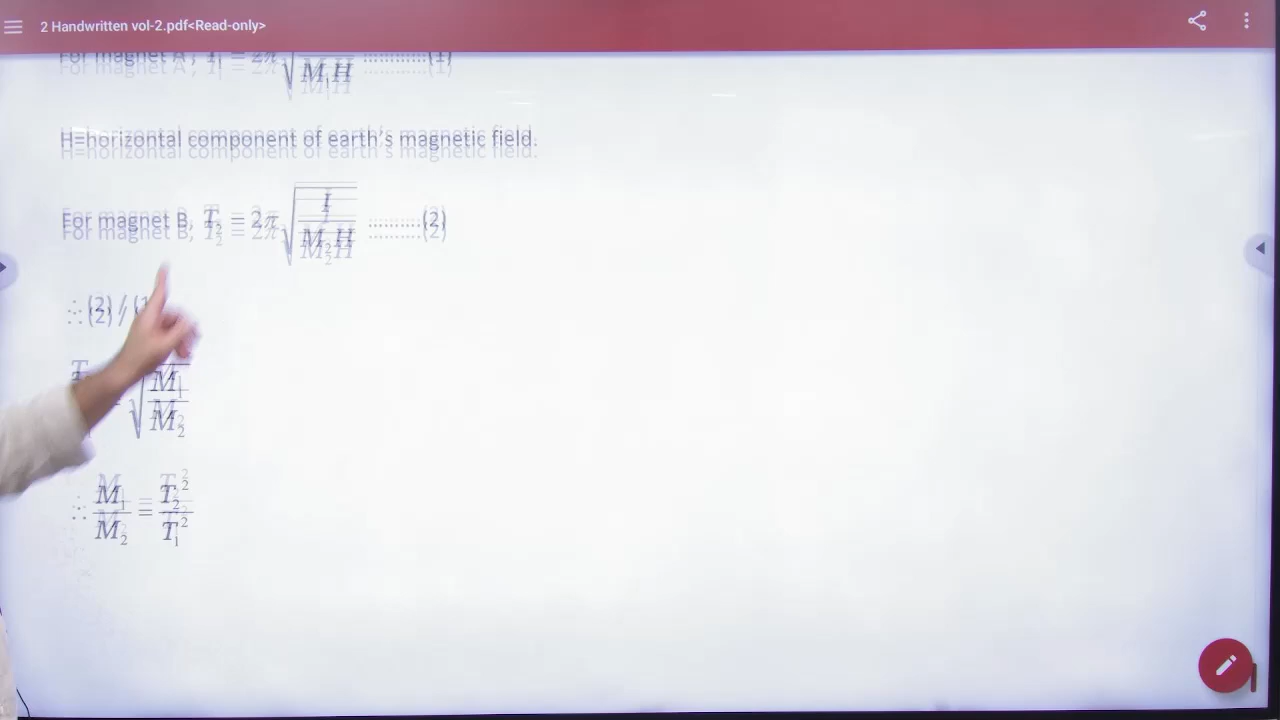 2 Handwritten vol-2.pdf<Read-only>
For magnet A , T₁ = 2π √( / M₁H) ............(1)
H=horizontal component of earth's magnetic field.
For magnet B, T₂ = 2π √(I / M₂H) ..........(2)
∴ (2) / (1
T = √(M₁ / M₂)
∴ M₁ / M₂ = T₂² / T₁²